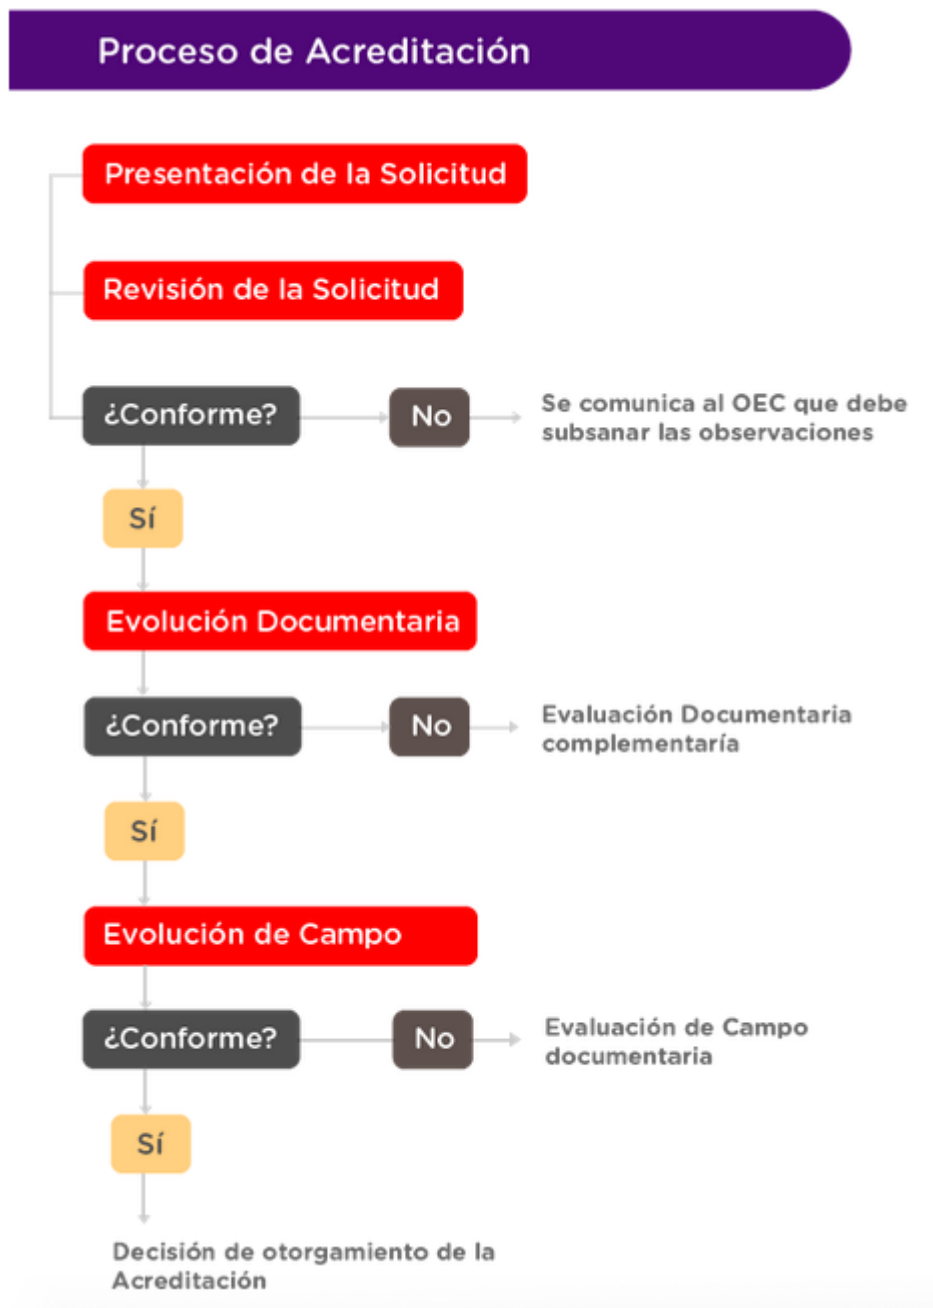 Proceso de Acreditación
Presentación de la Solicitud
Revisión de la Solicitud
¿Conforme?
No
Se comunica al OEC que debe
subsanar las observaciones
Sí
Evolución Documentaria
¿Conforme?
No
Evaluación Documentaria
complementaría
Sí
Evolución de Campo
¿Conforme?
No
Evaluación de Campo
documentaria
Sí
Decisión de otorgamiento de la
Acreditación